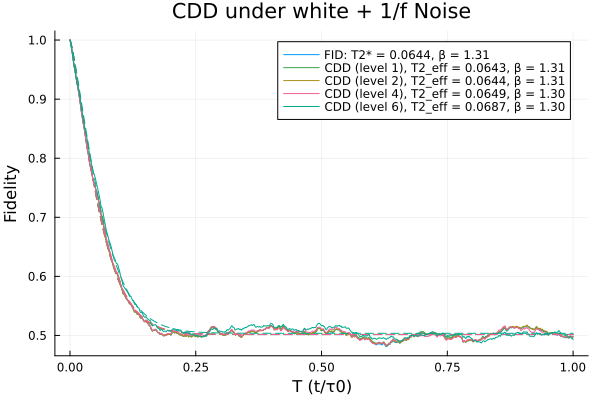 CDD under white + 1/f Noise
FID: T2* = 0.0644, β = 1.31
CDD (level 1), T2_eff = 0.0643, β = 1.31
CDD (level 2), T2_eff = 0.0644, β = 1.31
CDD (level 4), T2_eff = 0.0649, β = 1.30
CDD (level 6), T2_eff = 0.0687, β = 1.30
Fidelity
1.0
0.9
0.8
0.7
0.6
0.5
0.00 0.25 0.50 0.75 1.00
T (t/τ0)